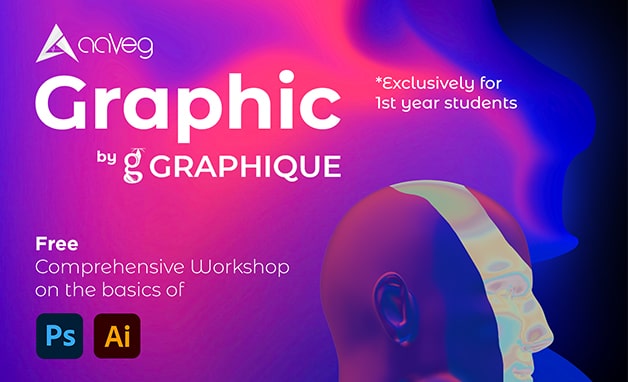 aaveg
Graphic
by g GRAPHIQUE
*Exclusively for
1st year students
Free
Comprehensive Workshop
on the basics of
Ps Ai